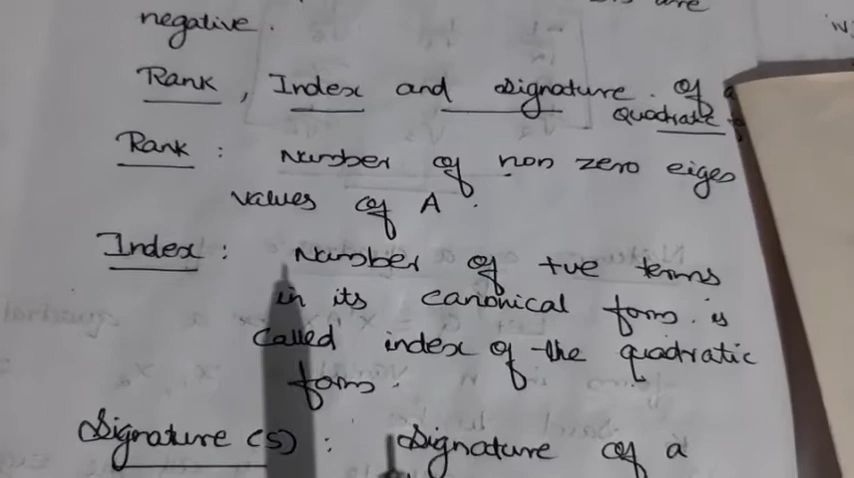 negative.
Rank, Index and Signature of a
quadratic
Rank : Number of non zero eigen
values of A.
Index : Number of +ve terms
in its canonical form is
called index of the quadratic
form.
Signature (S) : Signature of a